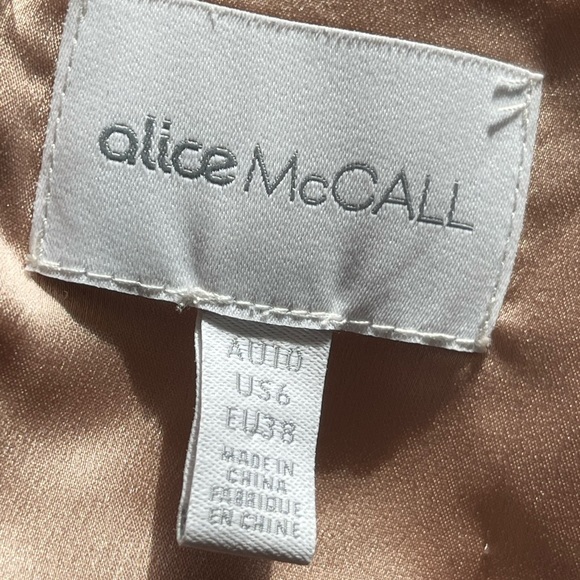 alice McCALL
AU10
US6
EU38
MADE IN
CHINA
FABRIQUE
EN CHINE